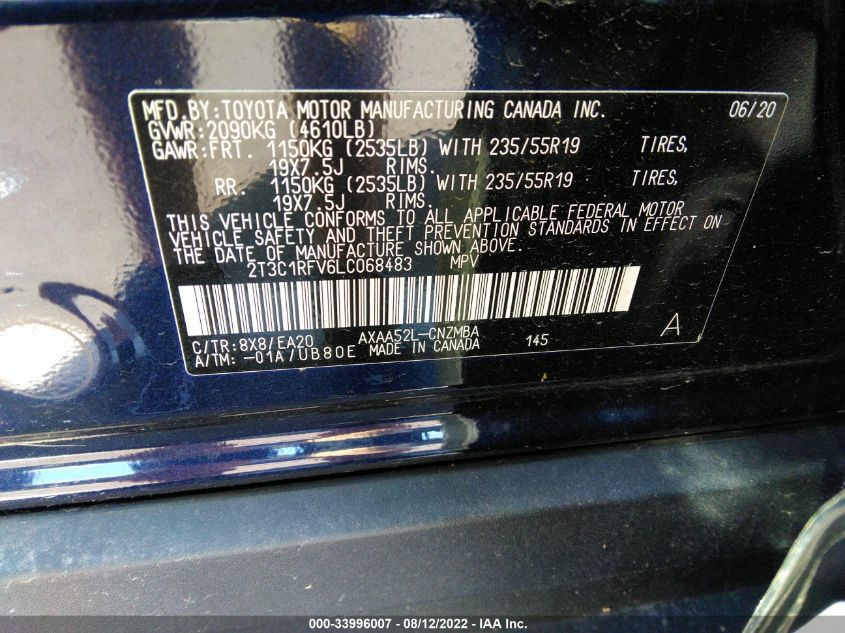 MFD.BY:TOYOTA MOTOR MANUFACTURING CANADA INC. 06/20
GVWR:2090KG (4610LB)
GAWR:FRT. 1150KG (2535LB) WITH 235/55R19 TIRES,
19X7.5J RIMS.
RR. 1150KG (2535LB) WITH 235/55R19 TIRES,
19X7.5J RIMS.
THIS VEHICLE CONFORMS TO ALL APPLICABLE FEDERAL MOTOR
VEHICLE SAFETY AND THEFT PREVENTION STANDARDS IN EFFECT ON
THE DATE OF MANUFACTURE SHOWN ABOVE.
2T3C1RFV6LC068483 MPV
C/TR:8X8/EA20 AXAA52L-CNZMBA A
A/TM:-01A/UB80E MADE IN CANADA 145
000-33996007 - 08/12/2022 - IAA Inc.